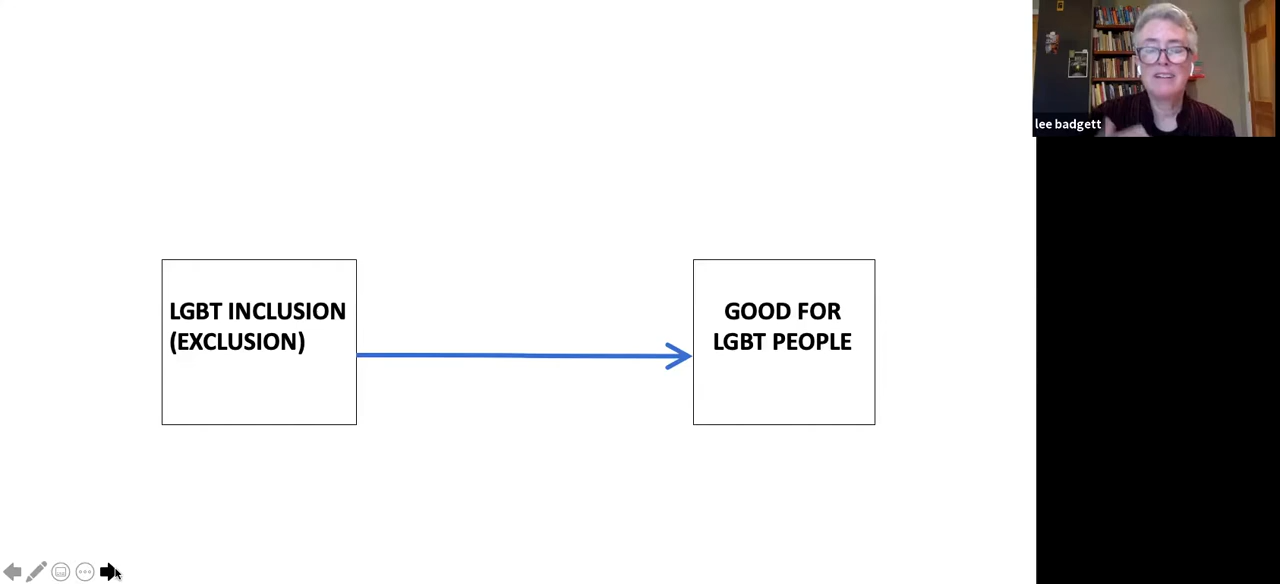 LGBT INCLUSION
(EXCLUSION)
GOOD FOR
LGBT PEOPLE
lee badgett